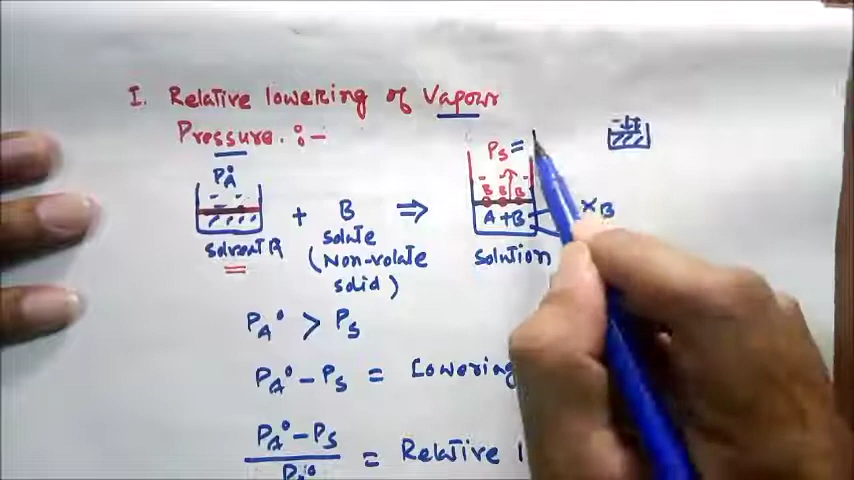 I. Relative lowering of Vapour
Pressure. :-
PA°
Ps =
B B B
A + B
XB
+ B ⇒
solvent A
solute
(Non-volate
solid)
solution
PA° > Ps
PA° - Ps = Lowering
PA° - Ps
= Relative
PA°